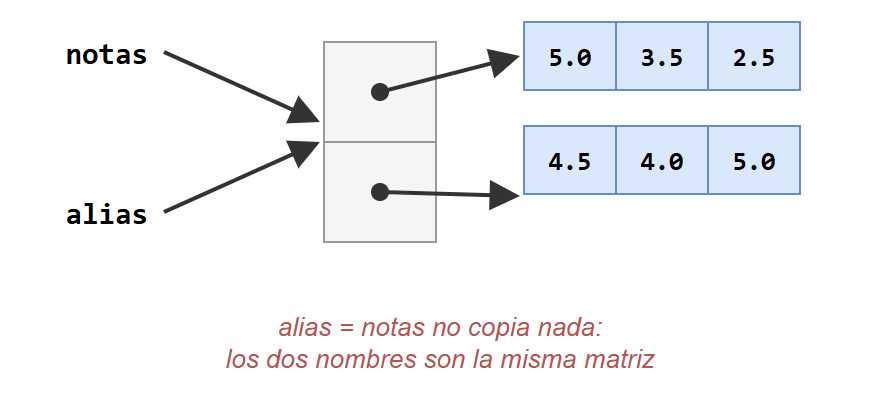 notas
5.0 3.5 2.5
4.5 4.0 5.0
alias
alias = notas no copia nada:
los dos nombres son la misma matriz